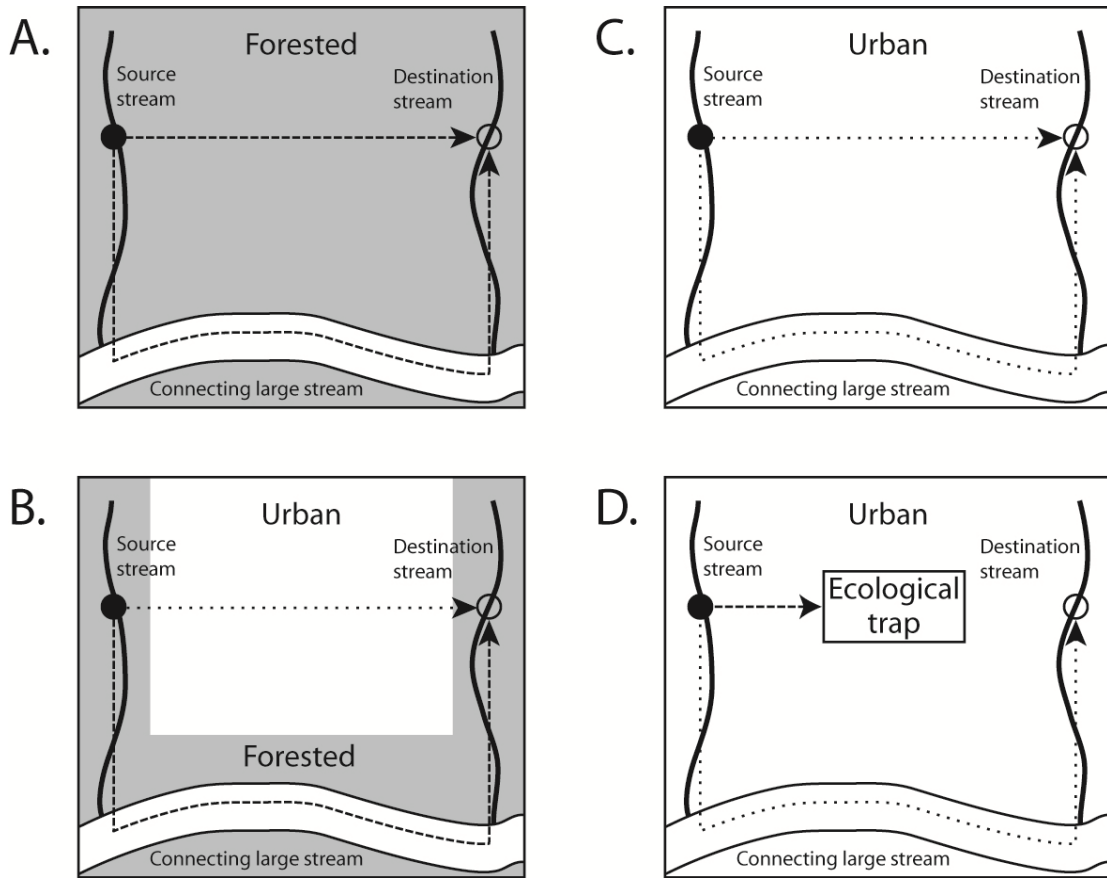 A.
Forested
Source
stream
Destination
stream
Connecting large stream
C.
Urban
Source
stream
Destination
stream
Connecting large stream
B.
Urban
Source
stream
Destination
stream
Forested
Connecting large stream
D.
Urban
Source
stream
Destination
stream
Ecological
trap
Connecting large stream